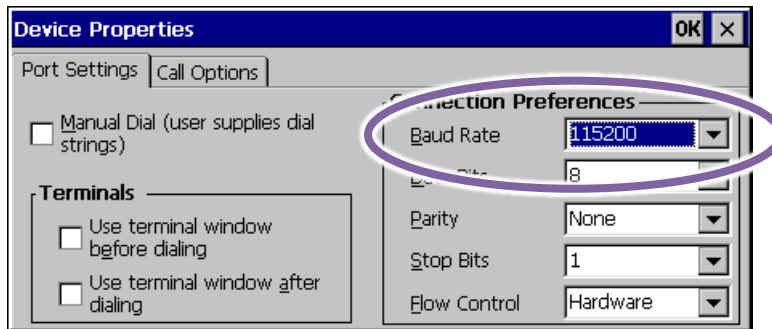 Device Properties OK ×
Port Settings Call Options
Manual Dial (user supplies dial
strings)
Terminals
Use terminal window
before dialing
Use terminal window after
dialing
Connection Preferences
Baud Rate 115200
Data Bits 8
Parity None
Stop Bits 1
Flow Control Hardware